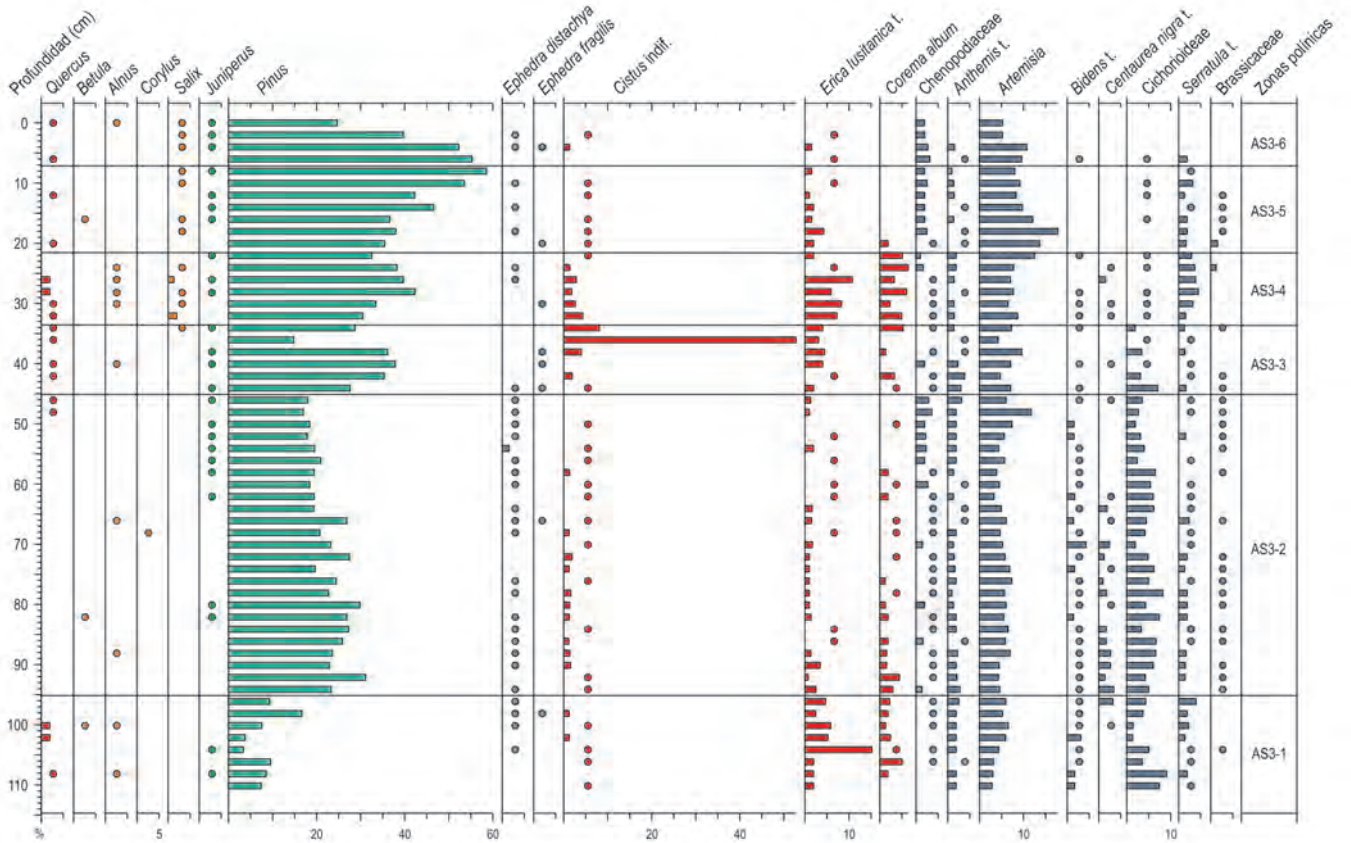 Profundidad (cm)
Quercus
Betula
Alnus
Corylus
Salix
Juniperus
Pinus
Ephedra distachya
Ephedra fragilis
Cistus indif.
Erica lusitanica t.
Corema album
Chenopodiaceae
Anthemis t.
Artemisia
Bidens t.
Centaurea nigra t.
Cichorioideae
Serratula t.
Brassicaceae
Zonas polínicas
0
AS3-6
10
AS3-5
20
AS3-4
30
AS3-3
40
50
60
70
AS3-2
80
90
100
AS3-1
110
% 5 20 40 60 20 40 10 10 10